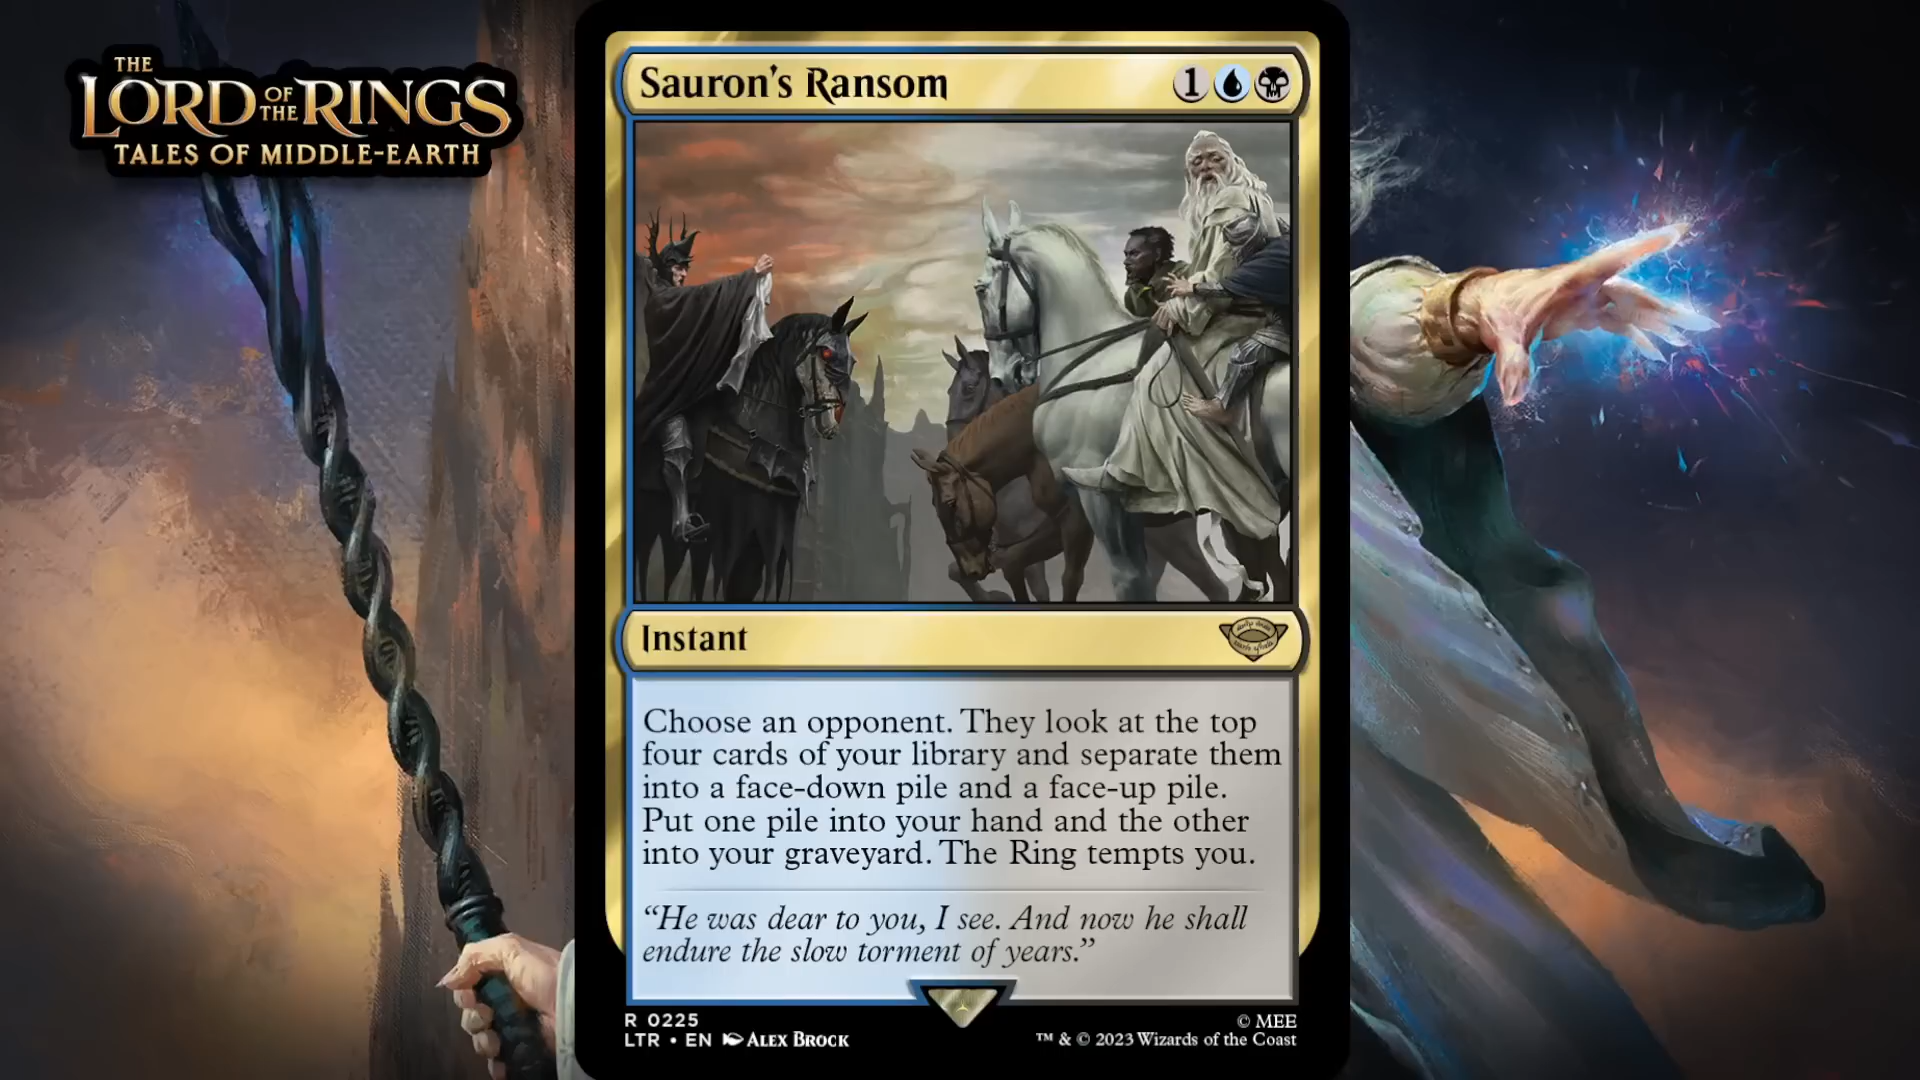 THE
LORD OF THE RINGS
TALES OF MIDDLE-EARTH
Sauron's Ransom
1
Instant
Choose an opponent. They look at the top
four cards of your library and separate them
into a face-down pile and a face-up pile.
Put one pile into your hand and the other
into your graveyard. The Ring tempts you.
“He was dear to you, I see. And now he shall
endure the slow torment of years.”
R 0225
LTR • EN ALEX BROCK
© MEE
™ & © 2023 Wizards of the Coast